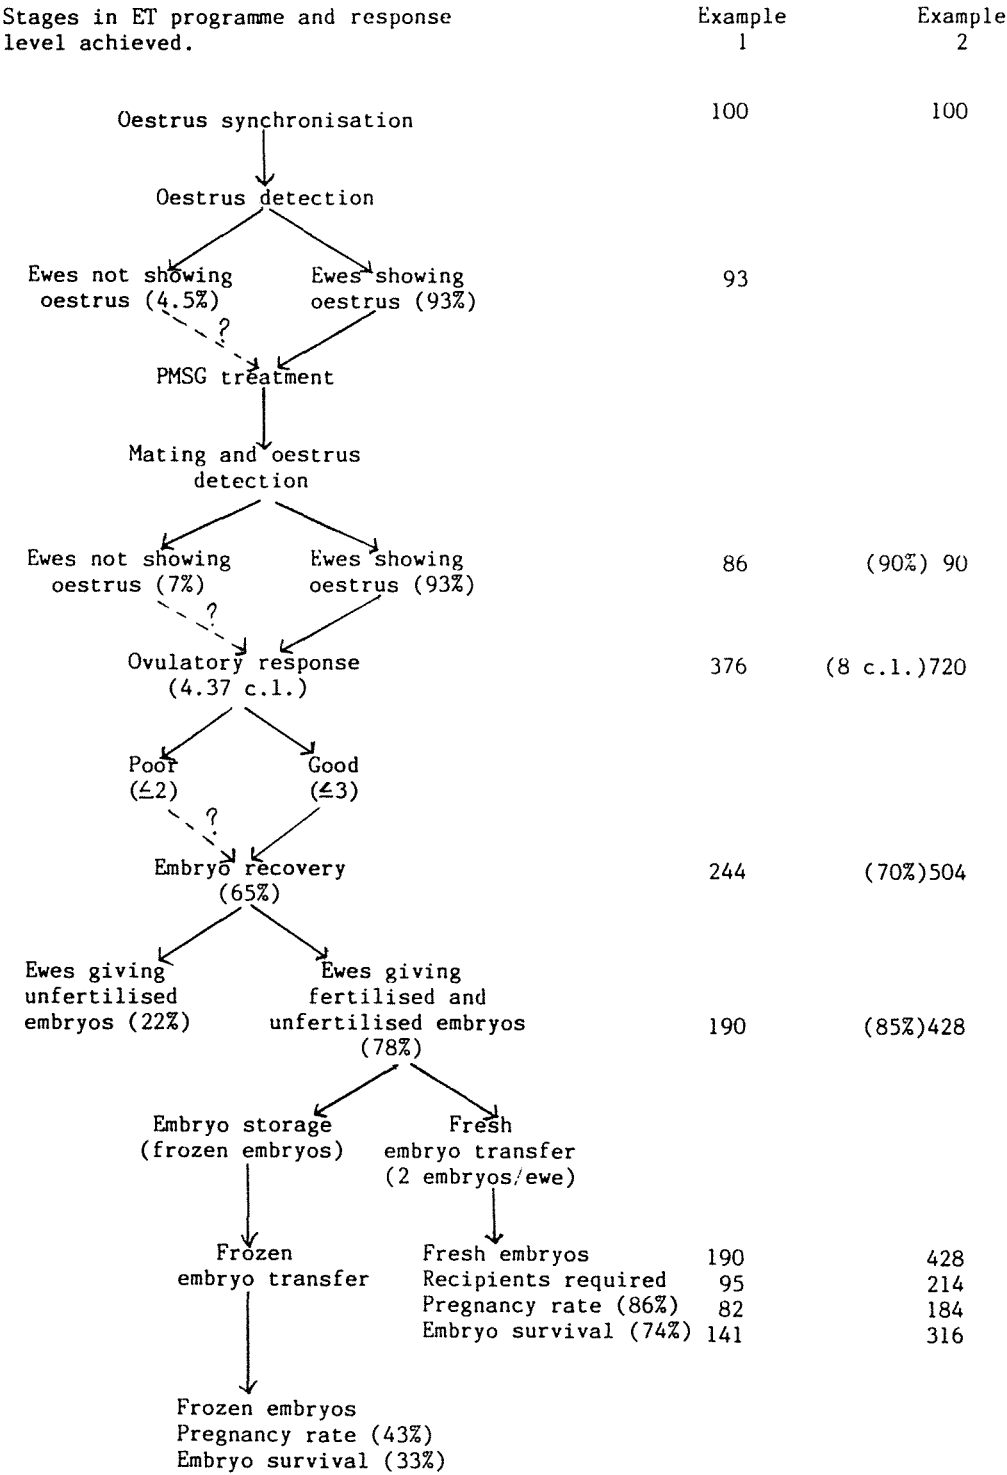 Stages in ET programme and response Example Example
level achieved. 1 2
Oestrus synchronisation 100 100
Oestrus detection
Ewes not showing Ewes showing 93
oestrus (4.5%) oestrus (93%)
?
PMSG treatment
Mating and oestrus
detection
Ewes not showing Ewes showing 86 (90%) 90
oestrus (7%) oestrus (93%)
?
Ovulatory response 376 (8 c.l.)720
(4.37 c.l.)
Poor Good
(≤2) (≤3)
?
Embryo recovery 244 (70%)504
(65%)
Ewes giving Ewes giving
unfertilised fertilised and
embryos (22%) unfertilised embryos 190 (85%)428
(78%)
Embryo storage Fresh
(frozen embryos) embryo transfer
(2 embryos/ewe)
Frozen Fresh embryos 190 428
embryo transfer Recipients required 95 214
Pregnancy rate (86%) 82 184
Embryo survival (74%) 141 316
Frozen embryos
Pregnancy rate (43%)
Embryo survival (33%)